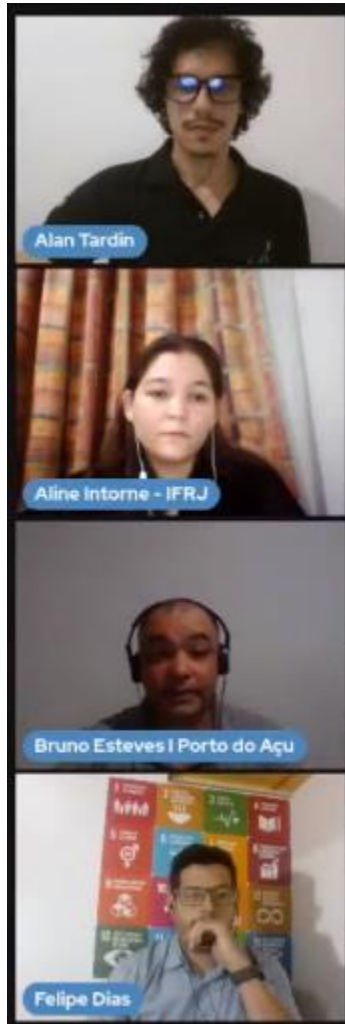 Alan Tardin
Aline Intorne - IFRJ
Bruno Esteves I Porto do Açu
Felipe Dias